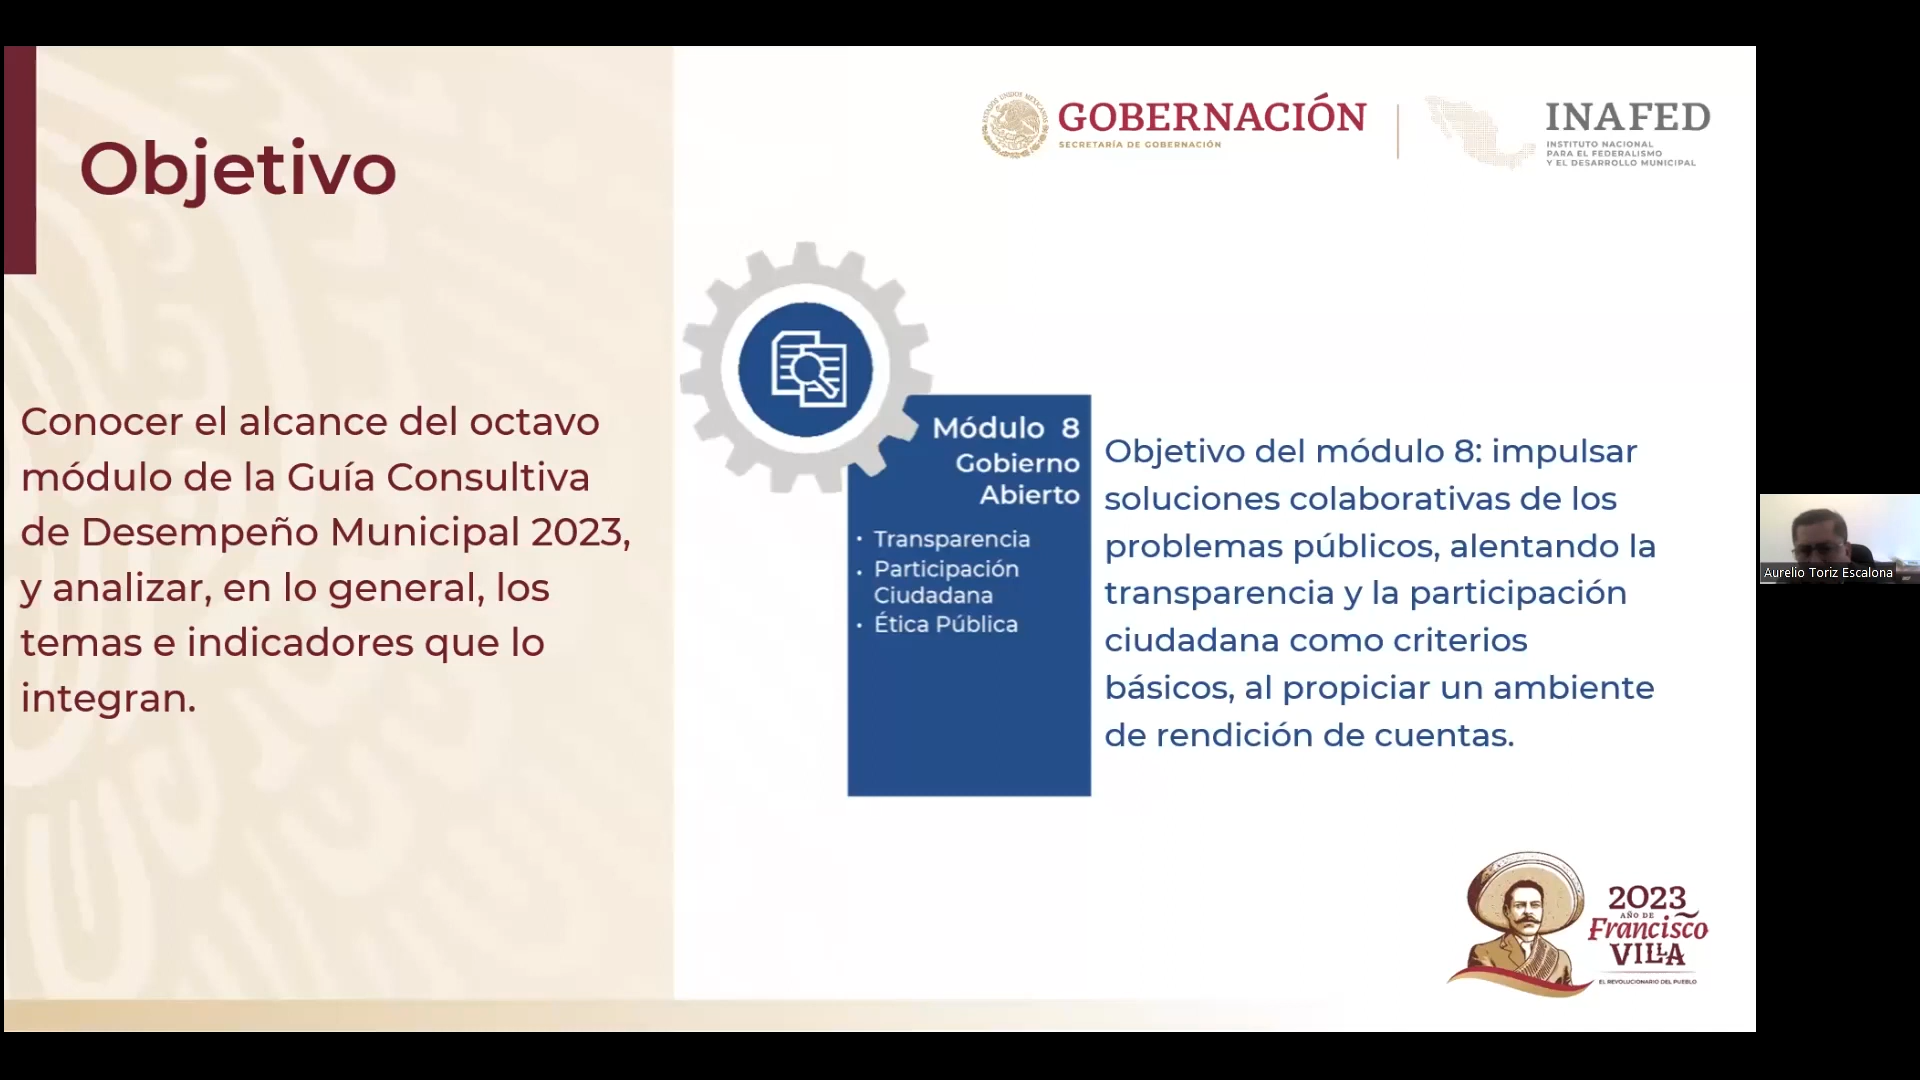 Objetivo
Conocer el alcance del octavo
módulo de la Guía Consultiva
de Desempeño Municipal 2023,
y analizar, en lo general, los
temas e indicadores que lo
integran.
ESTADOS UNIDOS MEXICANOS
GOBERNACIÓN
SECRETARÍA DE GOBERNACIÓN
INAFED
INSTITUTO NACIONAL
PARA EL FEDERALISMO
Y EL DESARROLLO MUNICIPAL
Módulo 8
Gobierno
Abierto
• Transparencia
• Participación
Ciudadana
• Ética Pública
Objetivo del módulo 8: impulsar
soluciones colaborativas de los
problemas públicos, alentando la
transparencia y la participación
ciudadana como criterios
básicos, al propiciar un ambiente
de rendición de cuentas.
Aurelio Toriz Escalona
2023
AÑO DE
Francisco
VILLA
EL REVOLUCIONARIO DEL PUEBLO